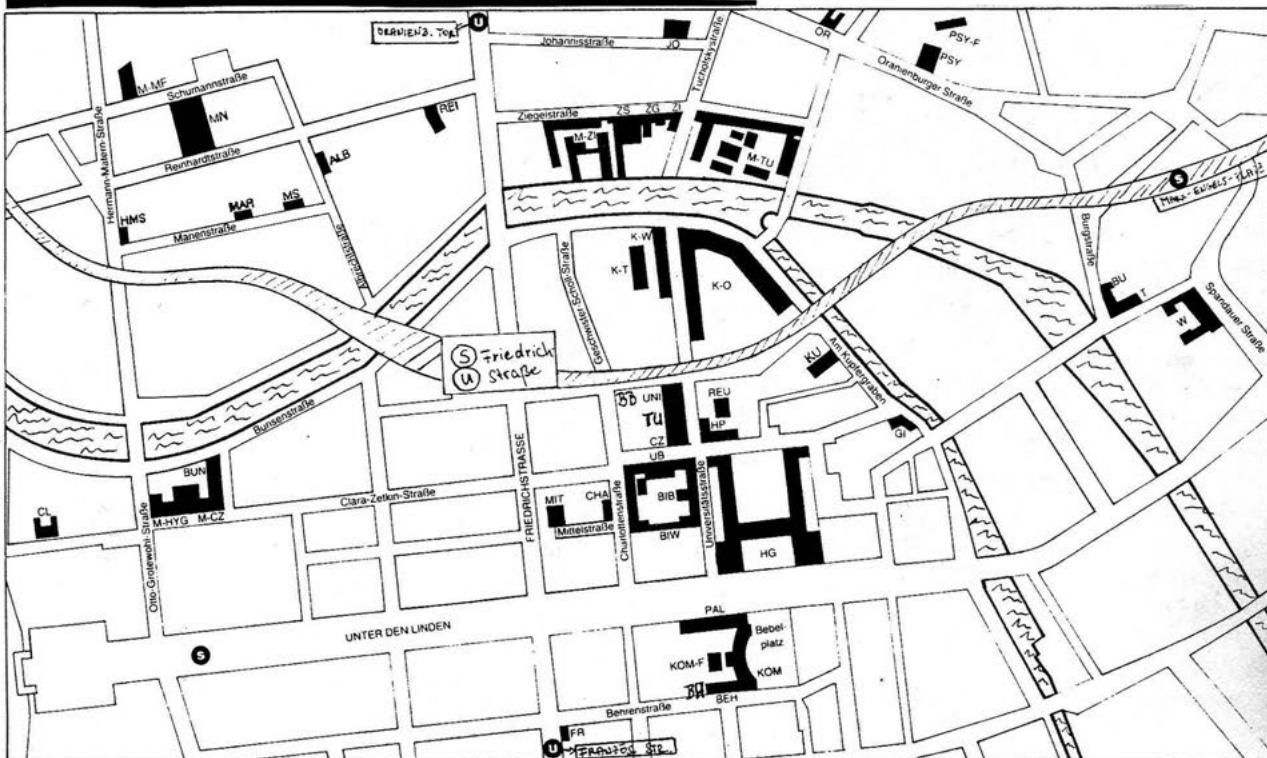 ORANIENB. TOR
U
Johannisstraße
JO
OR
PSY-F
PSY
Tucholskystraße
Oranienburger Straße
M-MF
Schumannstraße
Hermann-Matern-Straße
MN
REI
Ziegelstraße
ZS
ZG
ZI
M-ZI
M-TU
Reinhardtstraße
ALB
S
MARX-ENGELS-PLATZ
HMS
MAR
MS
Marienstraße
Albrechtstraße
K-W
K-T
K-O
Geschwister-Scholl-Straße
Burgstraße
BU
T
W
Spandauer Straße
S Friedrich
U Straße
KU
Am Kupfergraben
Bunsenstraße
BB
UNI
TU
CZ
REU
HP
GI
UB
BUN
Clara-Zetkin-Straße
FRIEDRICHSTRASSE
MIT
CHA
BIB
Universitätsstraße
CL
M-HYG
M-CZ
Mittelstraße
Charlottenstraße
BIW
HG
Otto-Grotewohl-Straße
PAL
UNTER DEN LINDEN
Bebel-
platz
S
KOM-F
KOM
BEH
Behrenstraße
FR
U
FRANZÖS. STR.